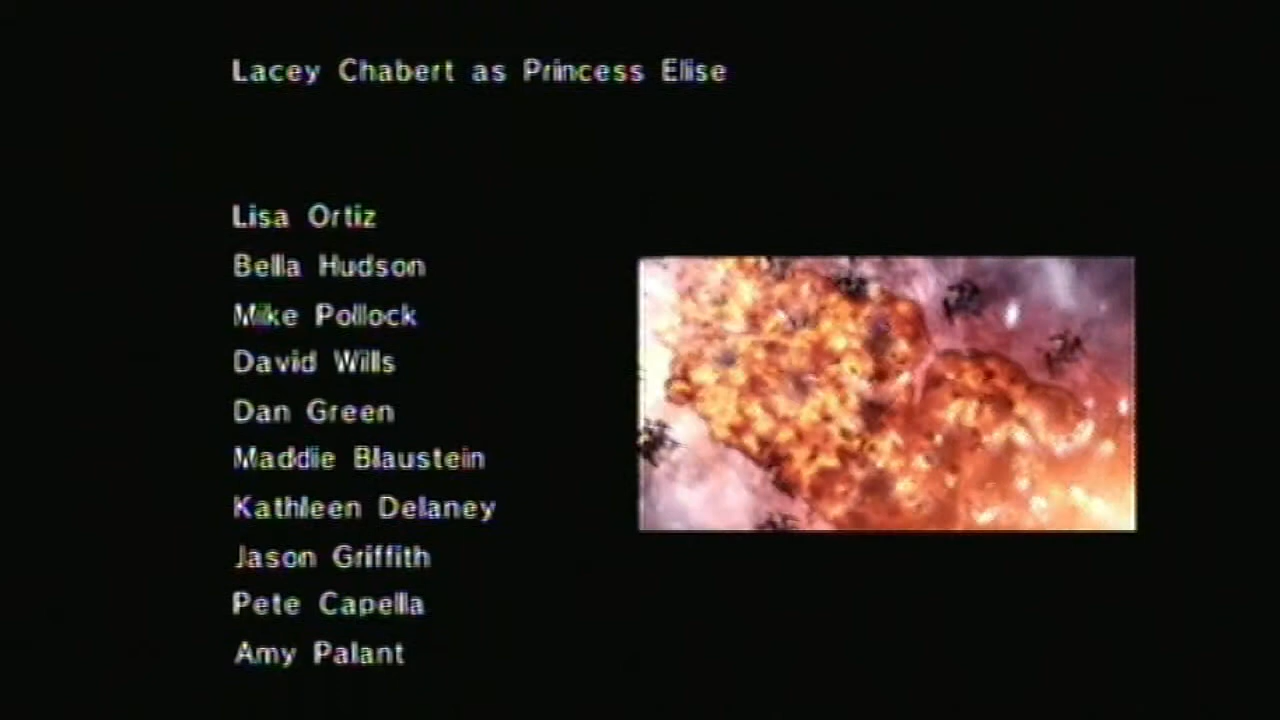 Lacey Chabert as Princess Elise
Lisa Ortiz
Bella Hudson
Mike Pollock
David Wills
Dan Green
Maddie Blaustein
Kathleen Delaney
Jason Griffith
Pete Capella
Amy Palant